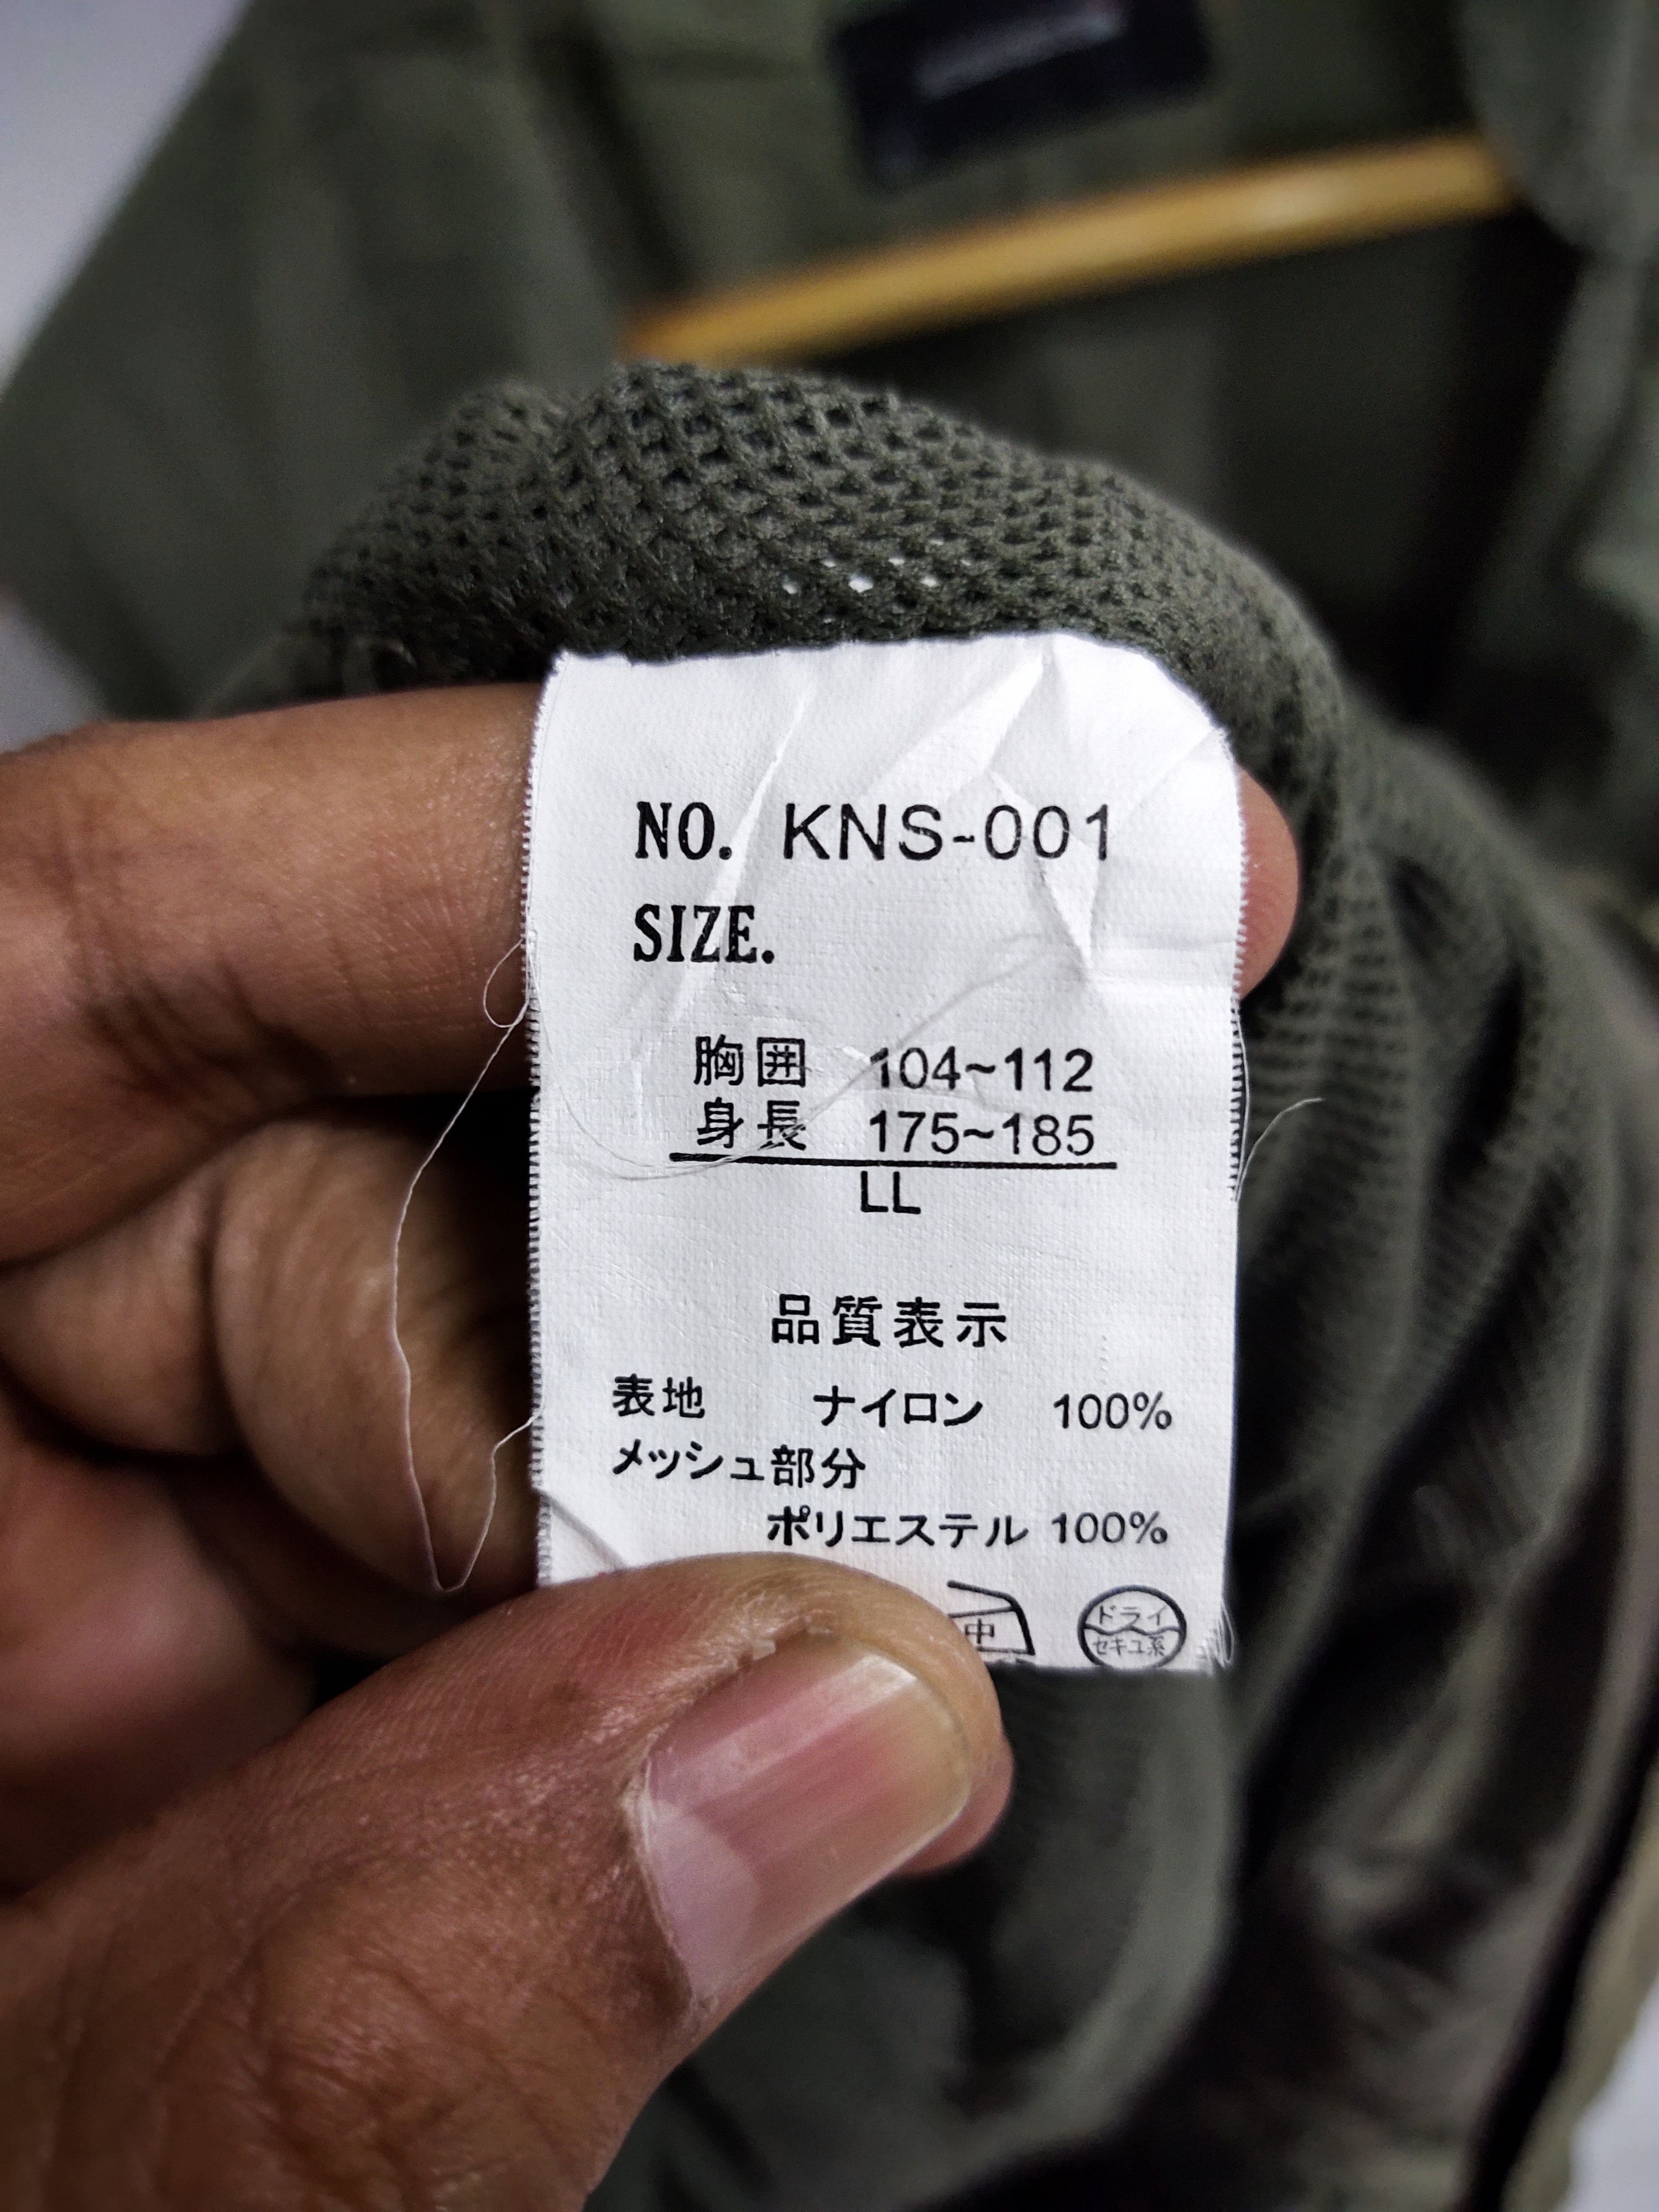 NO. KNS-001
SIZE.
胸囲 104~112
身長 175~185
LL
品質表示
表地 ナイロン 100%
メッシュ部分
ポリエステル 100%
中
ドライ
セキユ系